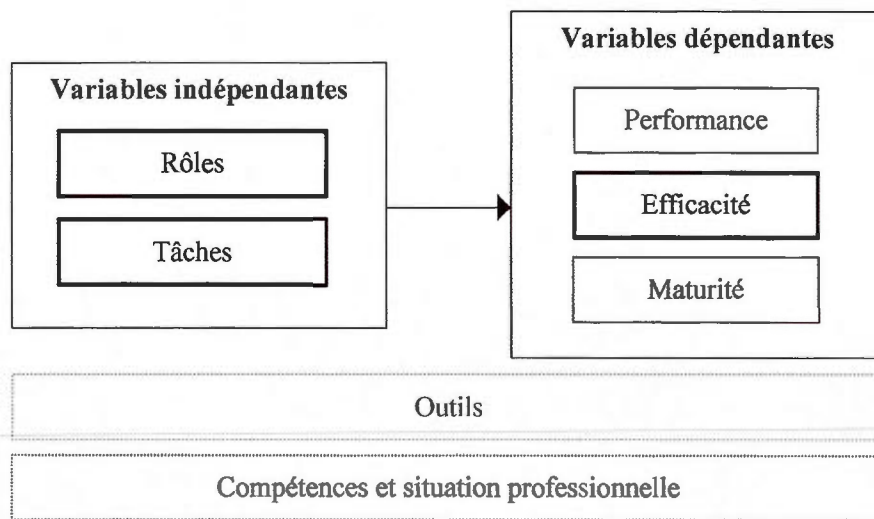 Variables indépendantes
Rôles
Tâches
Variables dépendantes
Performance
Efficacité
Maturité
Outils
Compétences et situation professionnelle